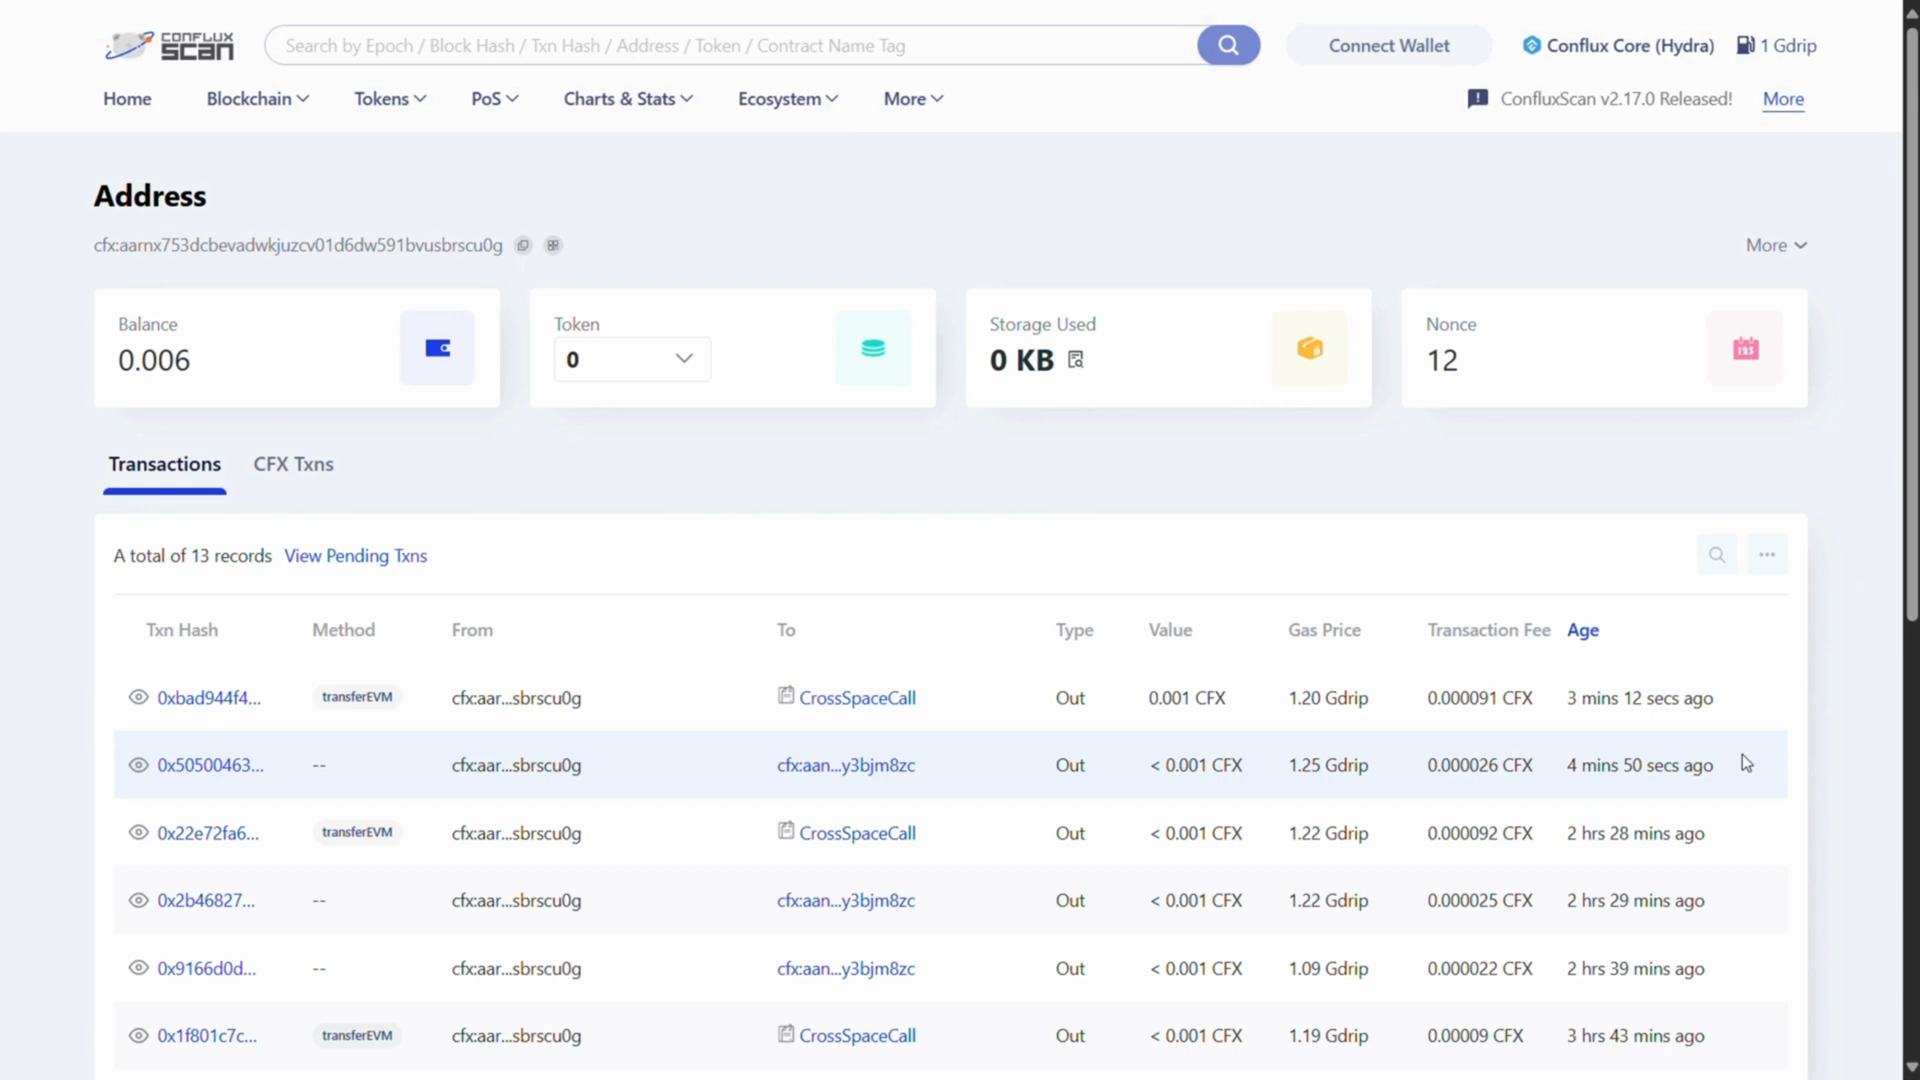 CONFLUX SCAN
Search by Epoch / Block Hash / Txn Hash / Address / Token / Contract Name Tag
Connect Wallet
Conflux Core (Hydra)
1 Gdrip
Home Blockchain Tokens PoS Charts & Stats Ecosystem More
ConfluxScan v2.17.0 Released! More
Address
cfx:aarnx753dcbevadwkjuzcv01d6dw591bvusbrscu0g
More
Balance
0.006
Token
0
Storage Used
0 KB
Nonce
12
123
Transactions CFX Txns
A total of 13 records View Pending Txns
Txn Hash Method From To Type Value Gas Price Transaction Fee Age
0xbad944f4... transferEVM cfx:aar...sbrscu0g CrossSpaceCall Out 0.001 CFX 1.20 Gdrip 0.000091 CFX 3 mins 12 secs ago
0x50500463... -- cfx:aar...sbrscu0g cfx:aan...y3bjm8zc Out < 0.001 CFX 1.25 Gdrip 0.000026 CFX 4 mins 50 secs ago
0x22e72fa6... transferEVM cfx:aar...sbrscu0g CrossSpaceCall Out < 0.001 CFX 1.22 Gdrip 0.000092 CFX 2 hrs 28 mins ago
0x2b46827... -- cfx:aar...sbrscu0g cfx:aan...y3bjm8zc Out < 0.001 CFX 1.22 Gdrip 0.000025 CFX 2 hrs 29 mins ago
0x9166d0d... -- cfx:aar...sbrscu0g cfx:aan...y3bjm8zc Out < 0.001 CFX 1.09 Gdrip 0.000022 CFX 2 hrs 39 mins ago
0x1f801c7c... transferEVM cfx:aar...sbrscu0g CrossSpaceCall Out < 0.001 CFX 1.19 Gdrip 0.00009 CFX 3 hrs 43 mins ago